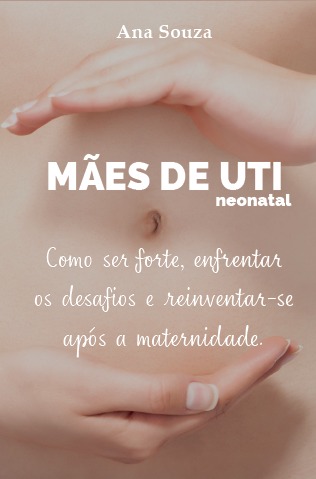 Ana Souza
MÃES DE UTI
neonatal
Como ser forte, enfrentar
os desafios e reinventar-se
após a maternidade.